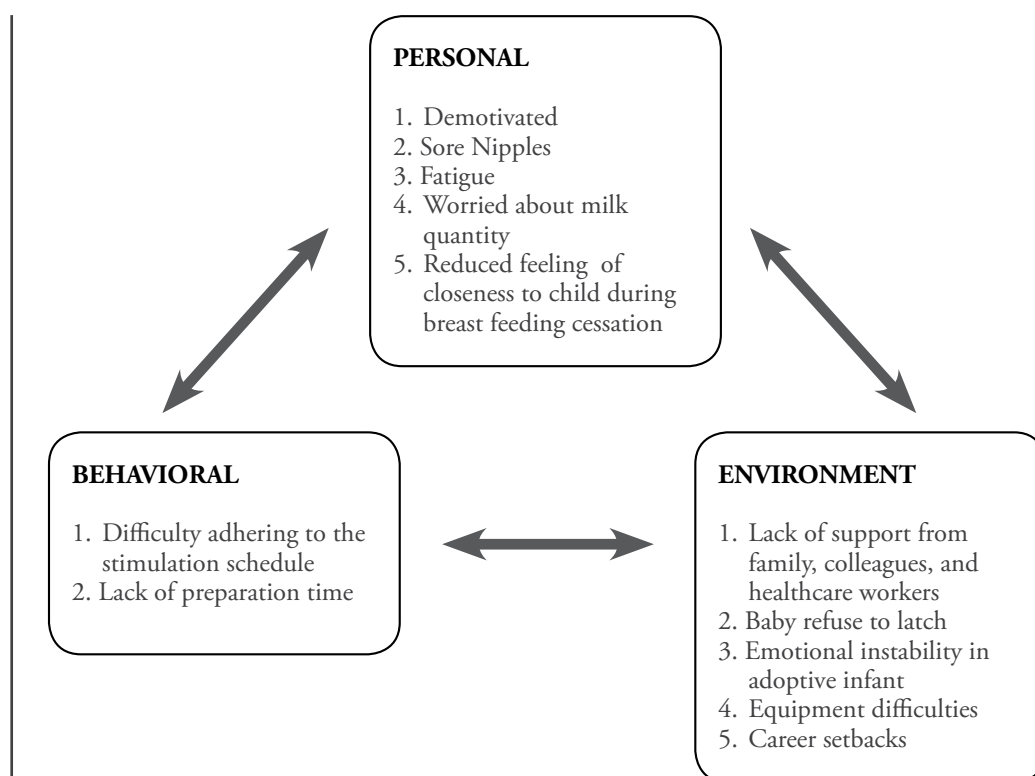 PERSONAL
1. Demotivated
2. Sore Nipples
3. Fatigue
4. Worried about milk
quantity
5. Reduced feeling of
closeness to child during
breast feeding cessation
BEHAVIORAL
1. Difficulty adhering to the
stimulation schedule
2. Lack of preparation time
ENVIRONMENT
1. Lack of support from
family, colleagues, and
healthcare workers
2. Baby refuse to latch
3. Emotional instability in
adoptive infant
4. Equipment difficulties
5. Career setbacks